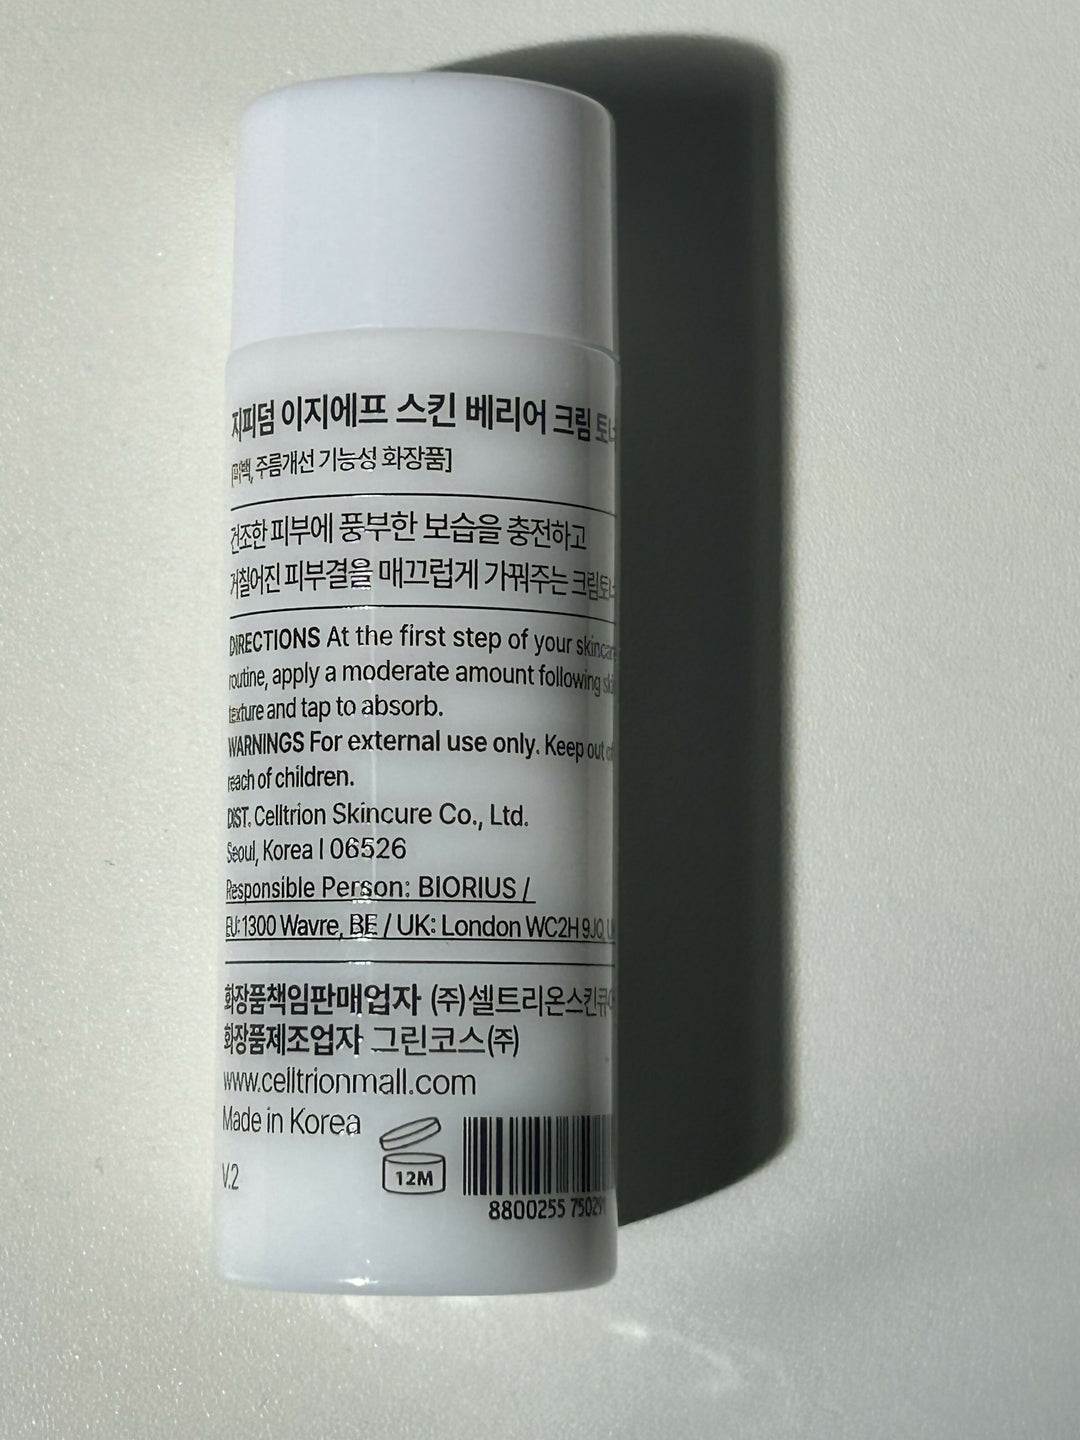 지피덤 이지에프 스킨 베리어 크림 토너
[미백, 주름개선 기능성 화장품]
건조한 피부에 풍부한 보습을 충전하고
거칠어진 피부결을 매끄럽게 가꿔주는 크림토너
DIRECTIONS At the first step of your skincare
routine, apply a moderate amount following
texture and tap to absorb.
WARNINGS For external use only. Keep out of
reach of children.
DIST. Celltrion Skincure Co., Ltd.
Seoul, Korea | 06526
Responsible Person: BIORIUS /
EU: 1300 Wavre, BE / UK: London WC2H 9JQ,
화장품책임판매업자 (주)셀트리온스킨큐어
화장품제조업자 그린코스(주)
www.celltrionmall.com
Made in Korea
V.2
12M
8800255